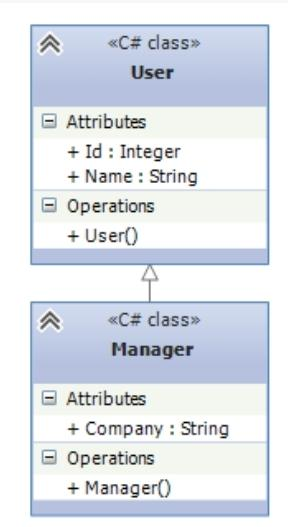 «C# class»
User
Attributes
+ Id : Integer
+ Name : String
Operations
+ User()
«C# class»
Manager
Attributes
+ Company : String
Operations
+ Manager()